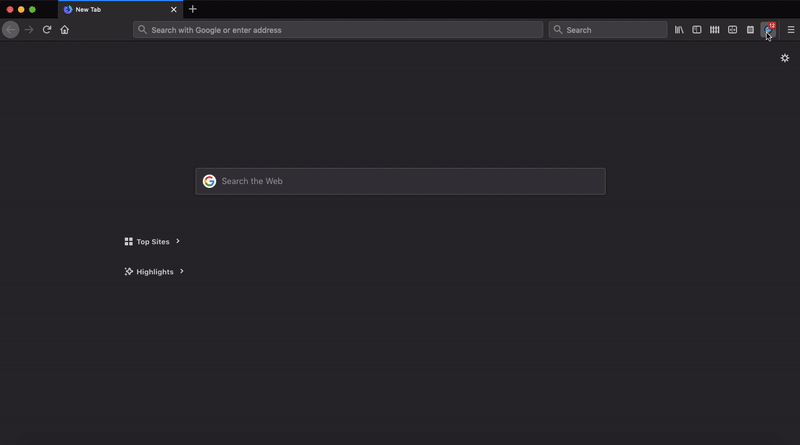 New Tab
Search with Google or enter address
Search
12
Search the Web
Top Sites
Highlights